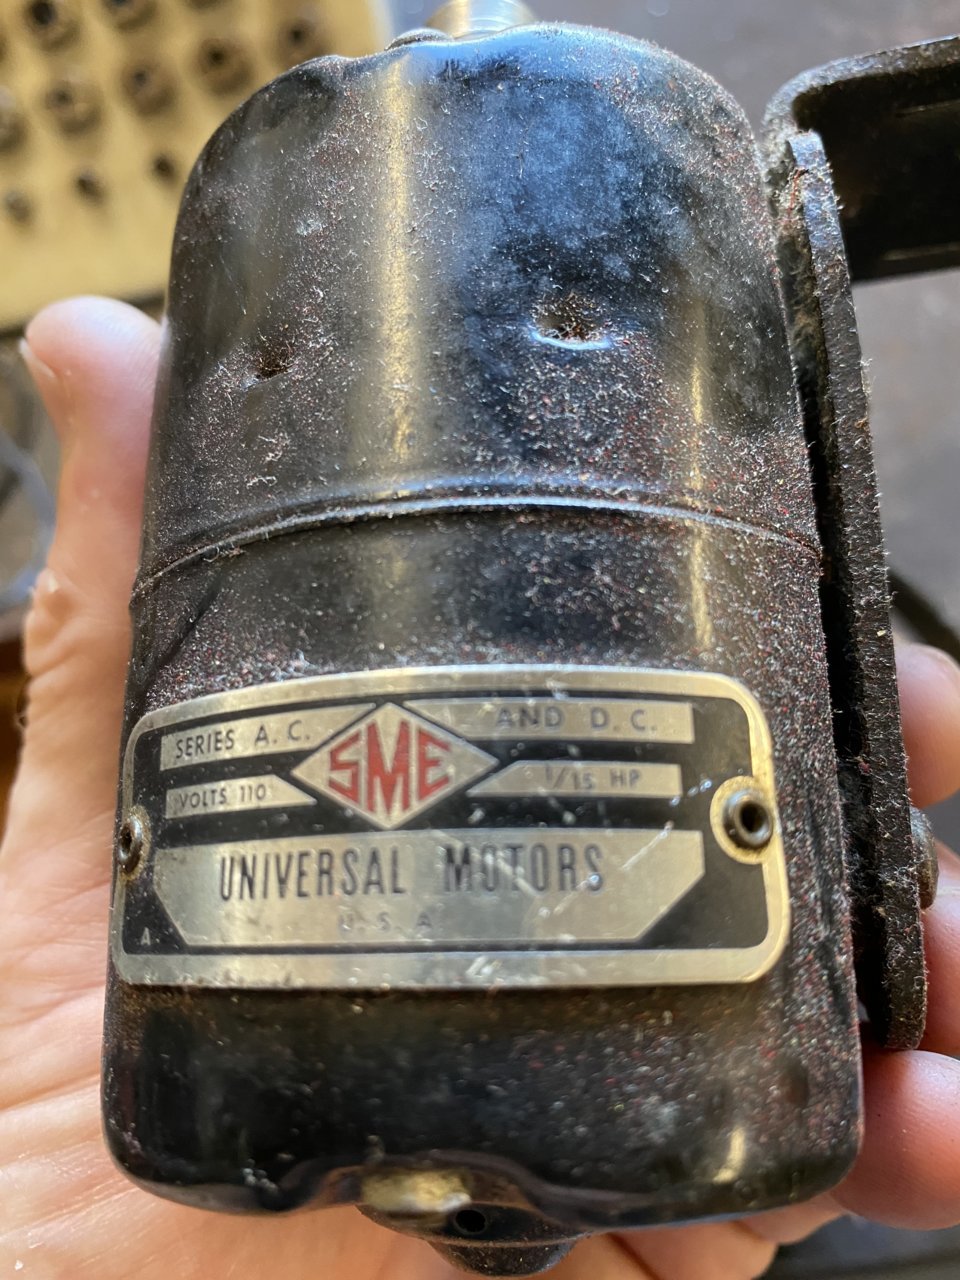 SERIES A. C.
SME
AND D. C.
VOLTS 110
1/15 HP
UNIVERSAL MOTORS
U. S. A
A